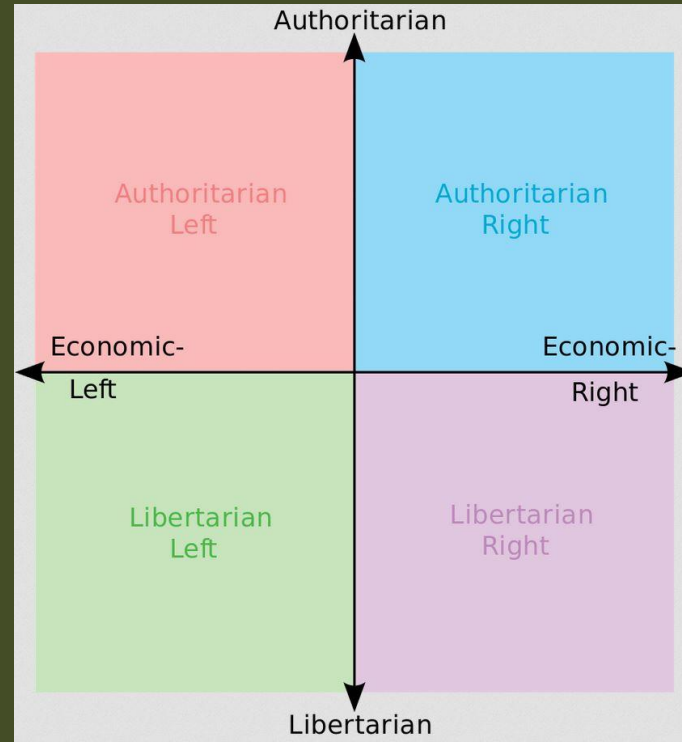 Authoritarian
Authoritarian
Left
Authoritarian
Right
Economic-
Left
Economic-
Right
Libertarian
Left
Libertarian
Right
Libertarian